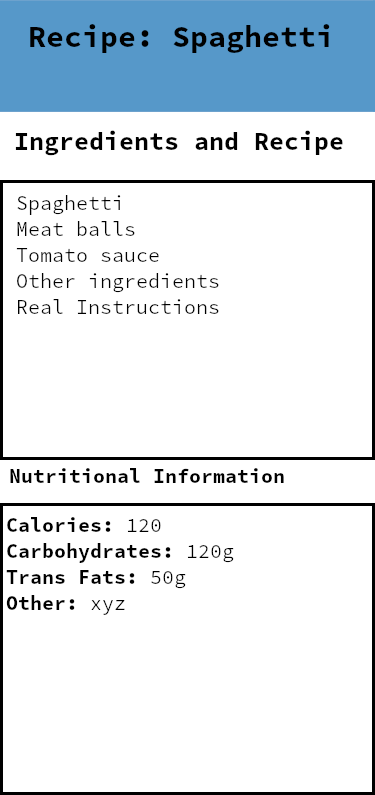 Recipe: Spaghetti
Ingredients and Recipe
Spaghetti
Meat balls
Tomato sauce
Other ingredients
Real Instructions
Nutritional Information
Calories: 120
Carbohydrates: 120g
Trans Fats: 50g
Other: xyz